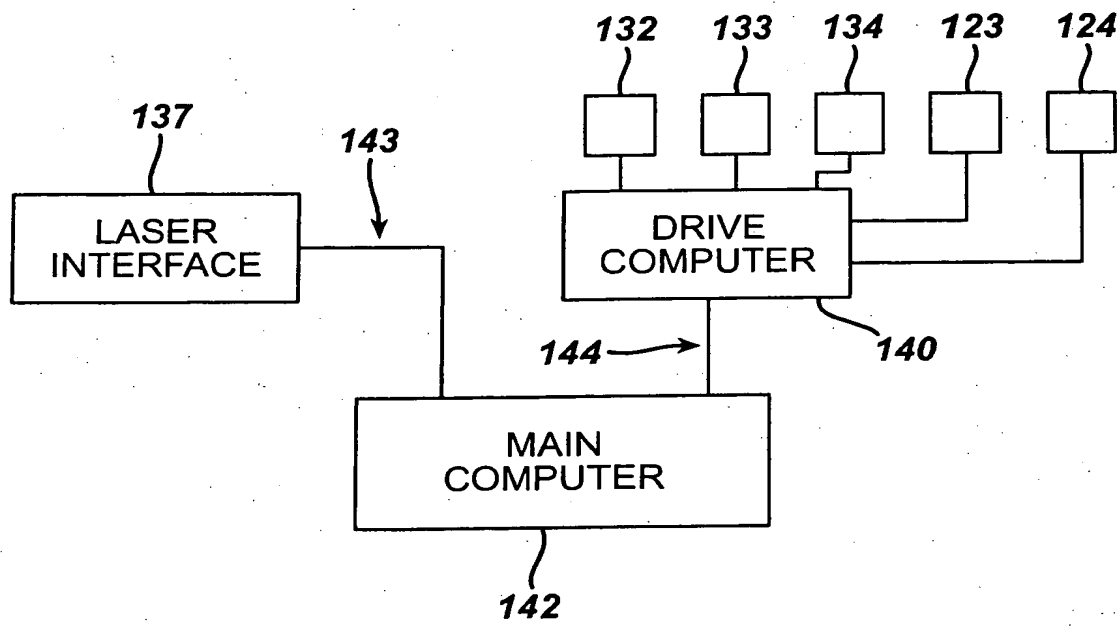 132
133
134
123
124
137
143
LASER
INTERFACE
DRIVE
COMPUTER
144
140
MAIN
COMPUTER
142